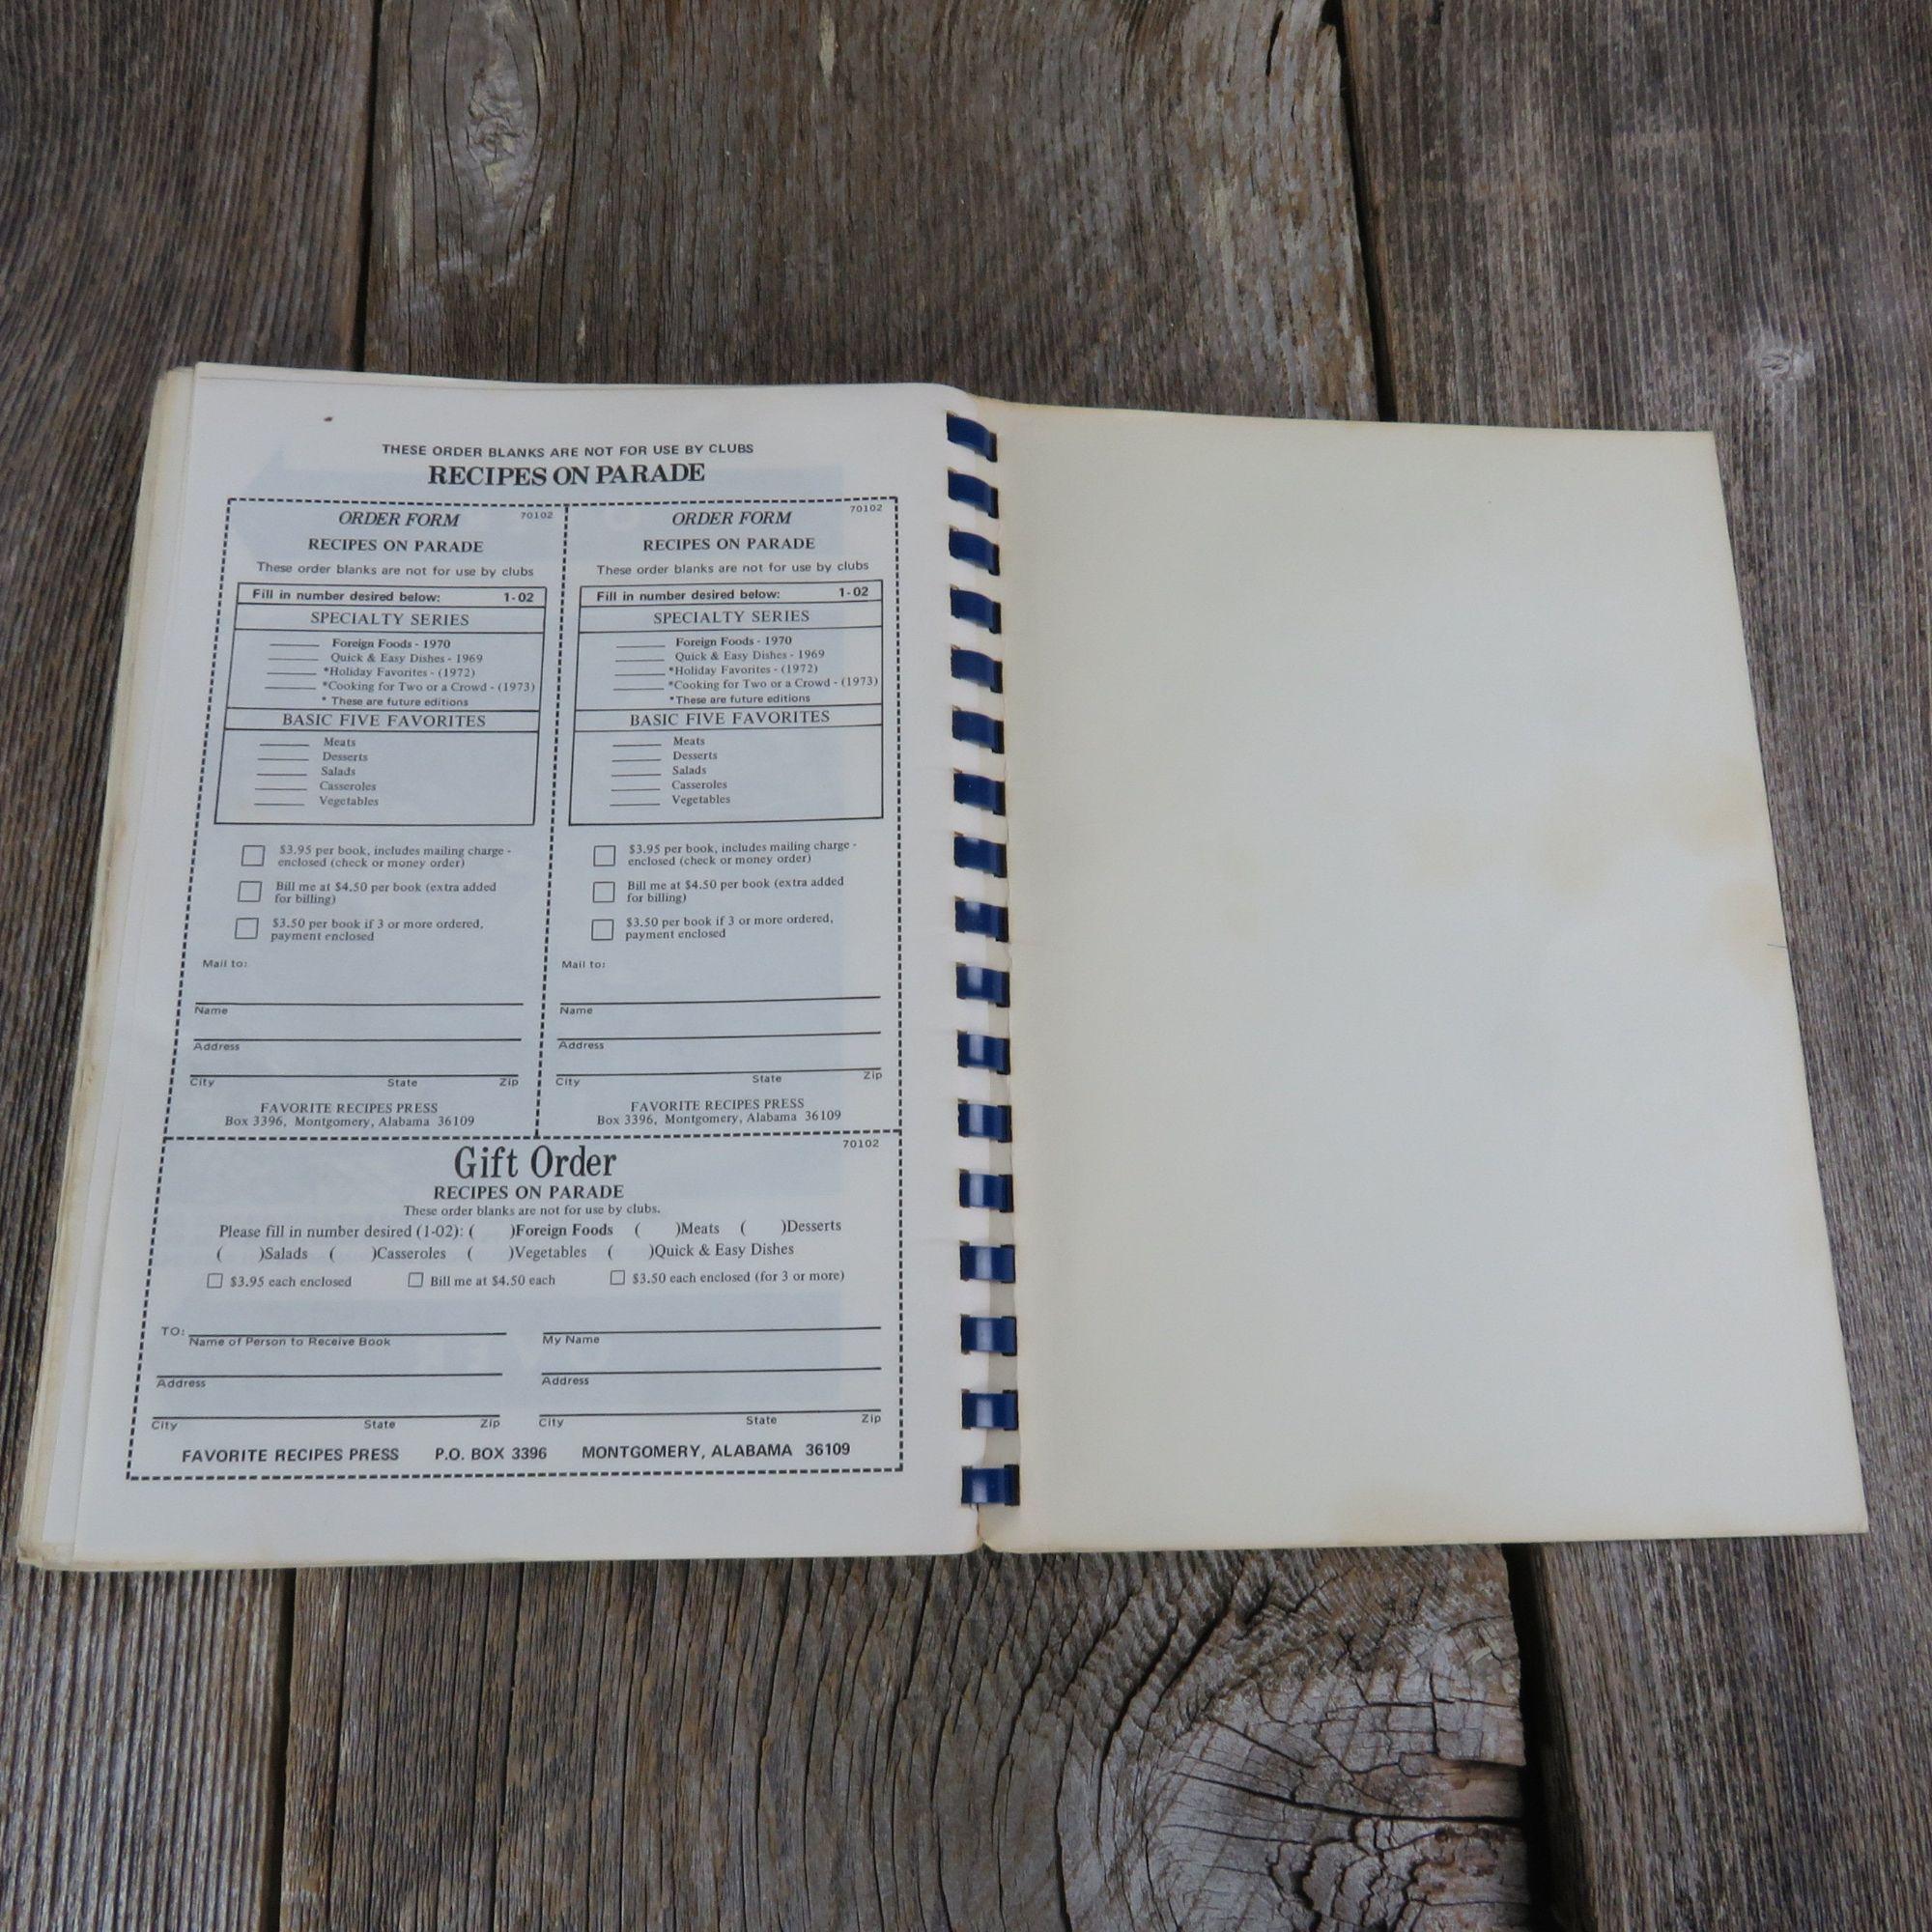 THESE ORDER BLANKS ARE NOT FOR USE BY CLUBS
RECIPES ON PARADE
ORDER FORM 70102
RECIPES ON PARADE
These order blanks are not for use by clubs
Fill in number desired below: 1-02
SPECIALTY SERIES
Foreign Foods - 1970
Quick & Easy Dishes - 1969
*Holiday Favorites - (1972)
*Cooking for Two or a Crowd - (1973)
* These are future editions
BASIC FIVE FAVORITES
Meats
Desserts
Salads
Casseroles
Vegetables
$3.95 per book, includes mailing charge -
enclosed (check or money order)
Bill me at $4.50 per book (extra added
for billing)
$3.50 per book if 3 or more ordered,
payment enclosed
Mail to:
Name
Address
City State Zip
FAVORITE RECIPES PRESS
Box 3396, Montgomery, Alabama 36109
ORDER FORM 70102
RECIPES ON PARADE
These order blanks are not for use by clubs
Fill in number desired below: 1-02
SPECIALTY SERIES
Foreign Foods - 1970
Quick & Easy Dishes - 1969
*Holiday Favorites - (1972)
*Cooking for Two or a Crowd - (1973)
*These are future editions
BASIC FIVE FAVORITES
Meats
Desserts
Salads
Casseroles
Vegetables
$3.95 per book, includes mailing charge -
enclosed (check or money order)
Bill me at $4.50 per book (extra added
for billing)
$3.50 per book if 3 or more ordered,
payment enclosed
Mail to:
Name
Address
City State Zip
FAVORITE RECIPES PRESS
Box 3396, Montgomery, Alabama 36109
70102
Gift Order
RECIPES ON PARADE
These order blanks are not for use by clubs.
Please fill in number desired (1-02): ( )Foreign Foods ( )Meats ( )Desserts
( )Salads ( )Casseroles ( )Vegetables ( )Quick & Easy Dishes
$3.95 each enclosed Bill me at $4.50 each $3.50 each enclosed (for 3 or more)
TO:
Name of Person to Receive Book My Name
Address Address
City State Zip City State Zip
FAVORITE RECIPES PRESS P.O. BOX 3396 MONTGOMERY, ALABAMA 36109